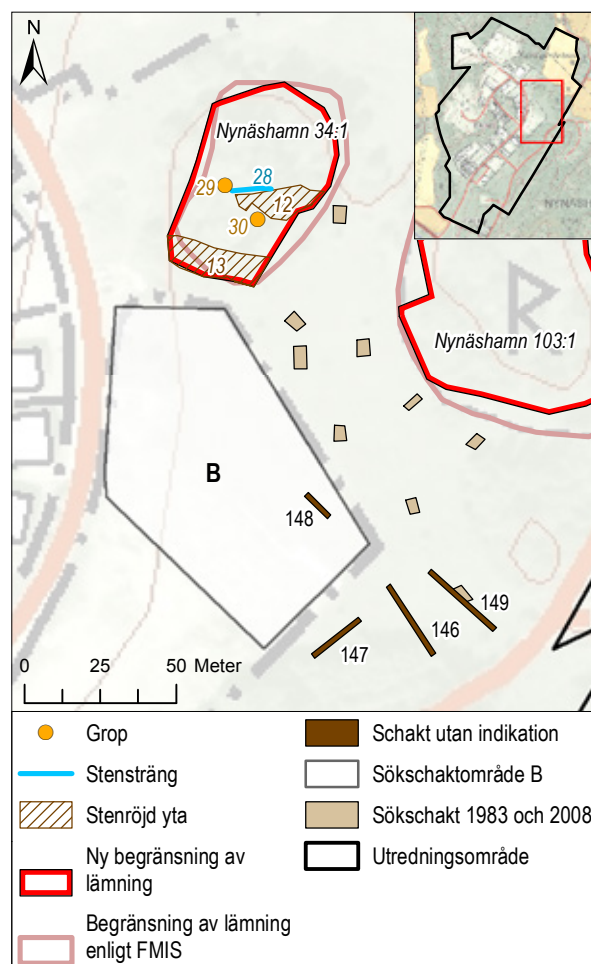 N
Nynäshamn 34:1
28
29
12
30
13
Nynäshamn 103:1
R
B
148
149
146
147
0 25 50 Meter
Grop
Stensträng
Stenröjd yta
Ny begränsning av
lämning
Begränsning av lämning
enligt FMIS
Schakt utan indikation
Sökschaktområde B
Sökschakt 1983 och 2008
Utredningsområde